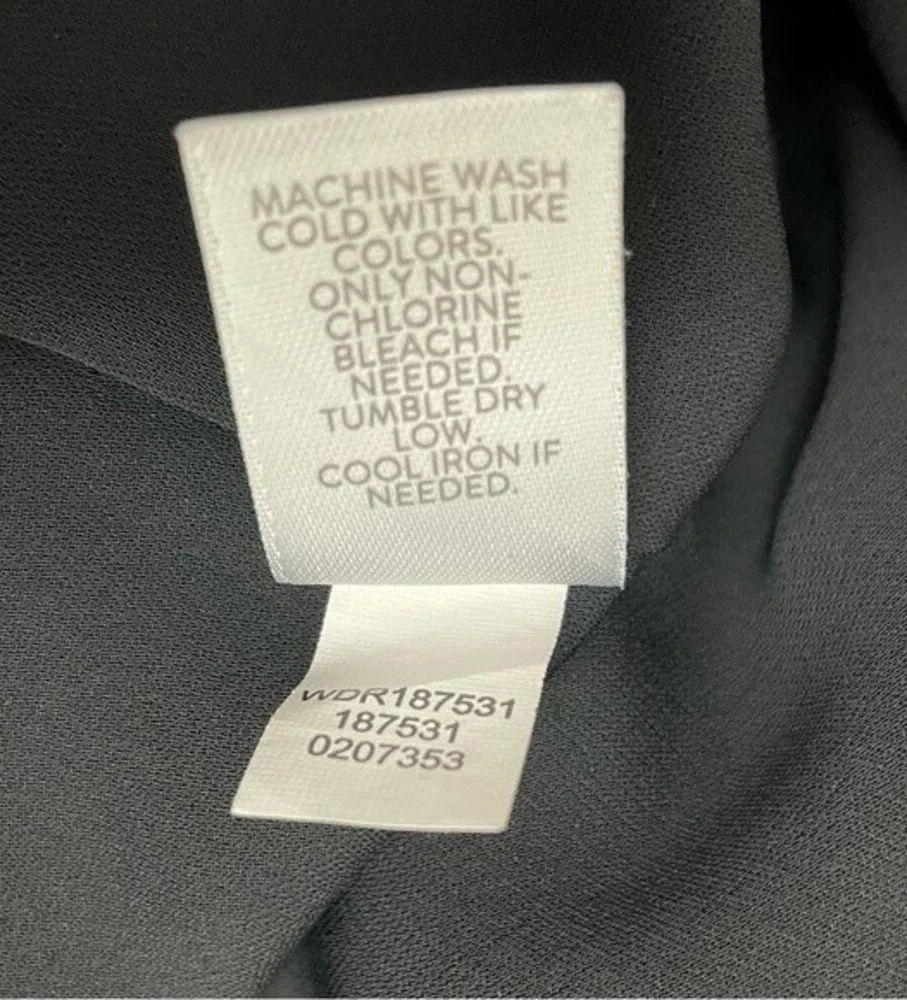 MACHINE WASH
COLD WITH LIKE
COLORS.
ONLY NON-
CHLORINE
BLEACH IF
NEEDED.
TUMBLE DRY
LOW.
COOL IRON IF
NEEDED.
WDR187531
187531
0207353